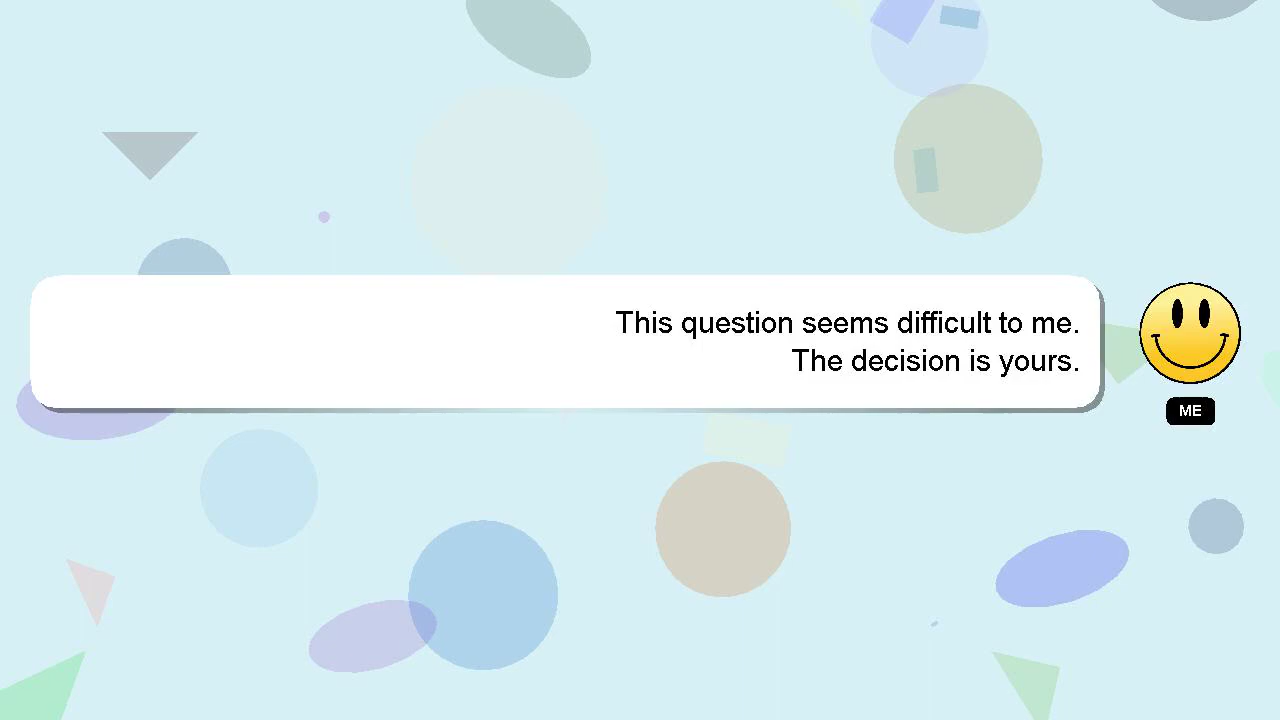 This question seems difficult to me.
The decision is yours.
ME